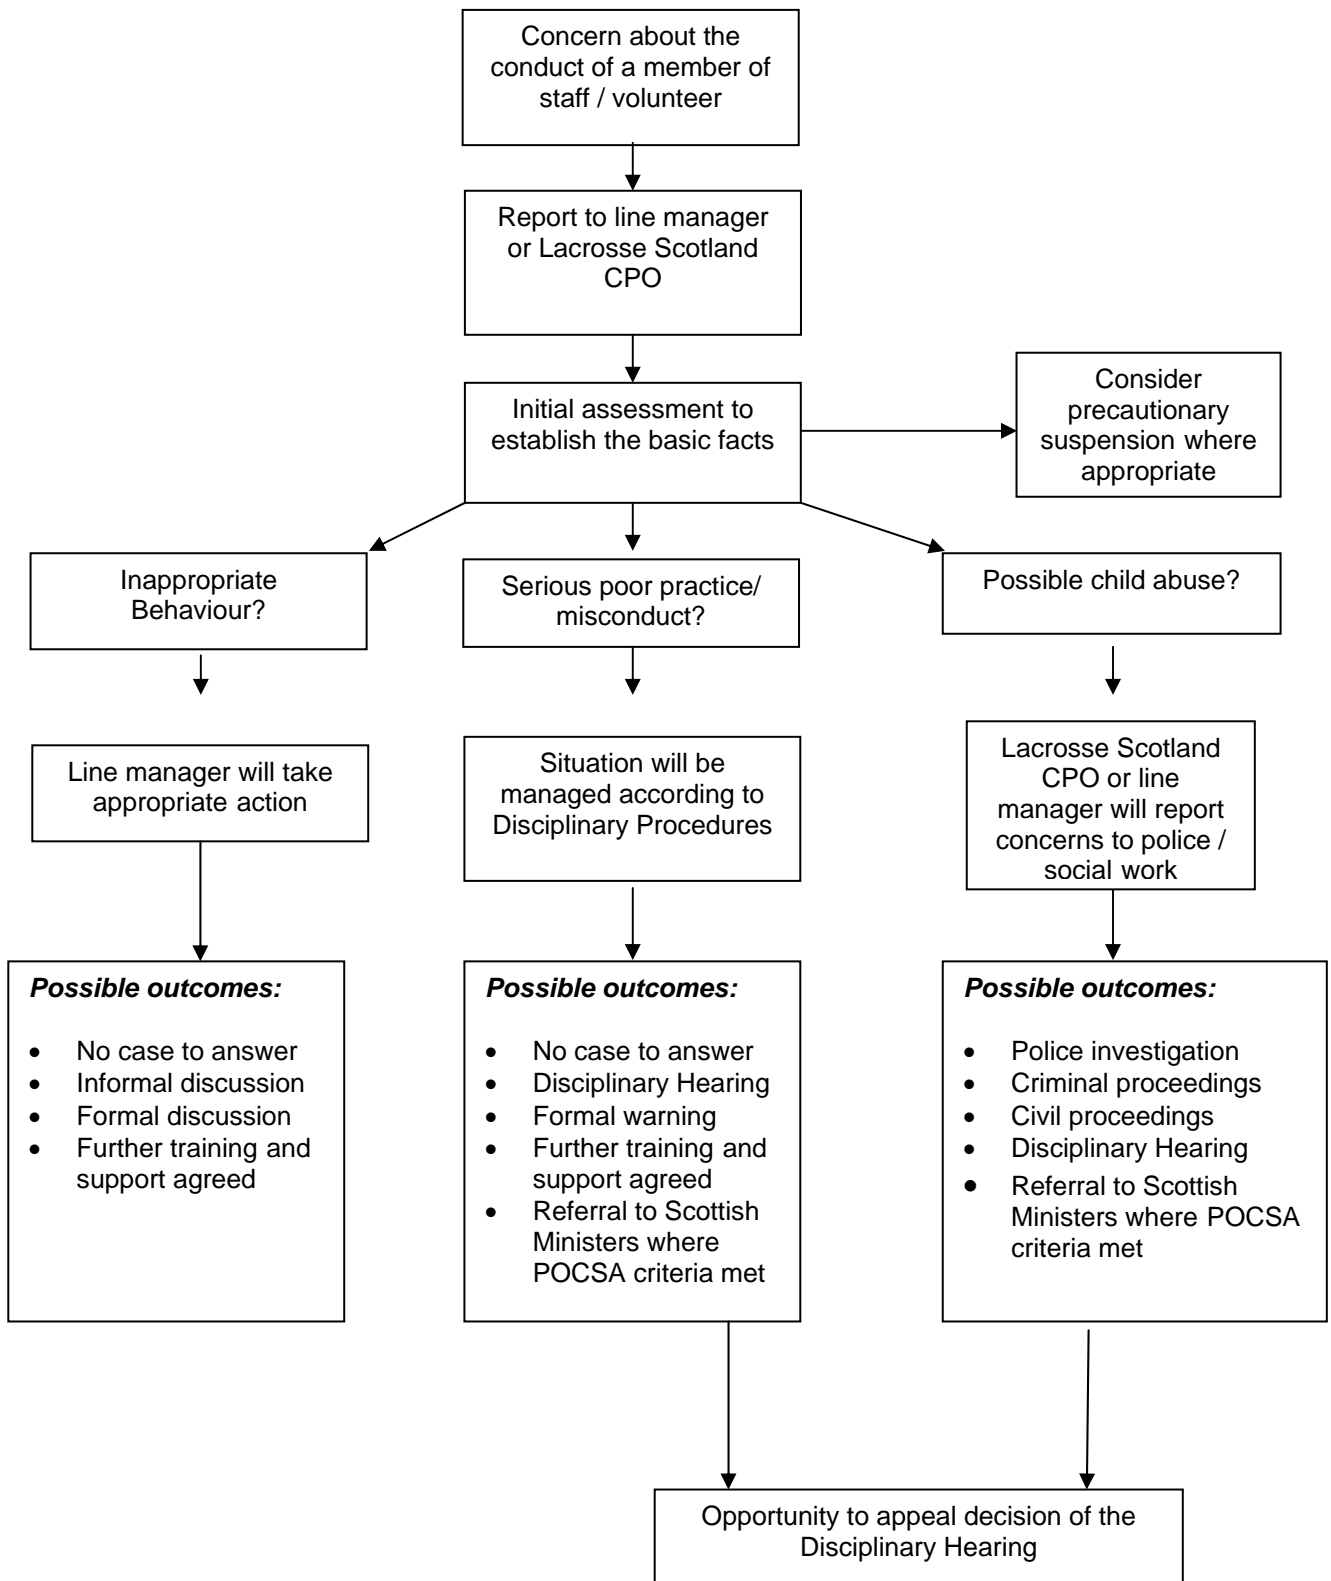 Concern about the
conduct of a member of
staff / volunteer
Report to line manager
or Lacrosse Scotland
CPO
Initial assessment to
establish the basic facts
Consider
precautionary
suspension where
appropriate
Inappropriate
Behaviour?
Serious poor practice/
misconduct?
Possible child abuse?
Line manager will take
appropriate action
Situation will be
managed according to
Disciplinary Procedures
Lacrosse Scotland
CPO or line
manager will report
concerns to police /
social work
Possible outcomes:
• No case to answer
• Informal discussion
• Formal discussion
• Further training and
support agreed
Possible outcomes:
• No case to answer
• Disciplinary Hearing
• Formal warning
• Further training and
support agreed
• Referral to Scottish
Ministers where
POCSA criteria met
Possible outcomes:
• Police investigation
• Criminal proceedings
• Civil proceedings
• Disciplinary Hearing
• Referral to Scottish
Ministers where POCSA
criteria met
Opportunity to appeal decision of the
Disciplinary Hearing